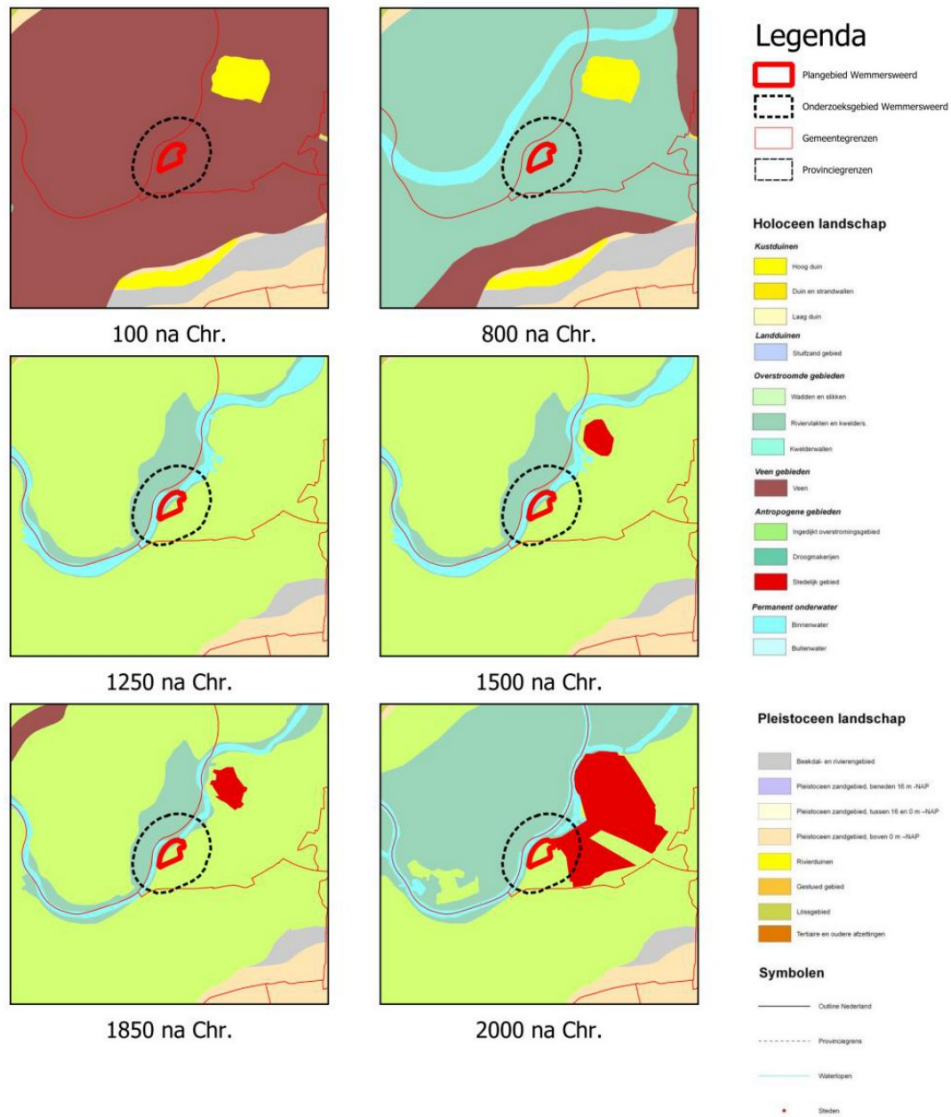 100 na Chr.
800 na Chr.
1250 na Chr.
1500 na Chr.
1850 na Chr.
2000 na Chr.
Legenda
Plangebied Wemmersweerd
Onderzoeksgebied Wemmersweerd
Gemeentegrenzen
Provinciegrenzen
Holoceen landschap
Kustduinen
Hoog duin
Duin en strandwallen
Laag duin
Landduinen
Stuifzand gebied
Overstroomde gebieden
Wadden en slikken
Riviervlakten en kwelders.
Kwelderwallen
Veen gebieden
Veen
Antropogene gebieden
Ingedijkt overstromingsgebied
Droogmakerijen
Stedelijk gebied
Permanent onderwater
Binnenwater
Buitenwater
Pleistoceen landschap
Beekdal- en rivierengebied
Pleistoceen zandgebied, beneden 16 m -NAP
Pleistoceen zandgebied, tussen 16 en 0 m –NAP
Pleistoceen zandgebied, boven 0 m –NAP
Rivierduinen
Gestuwd gebied
Lössgebied
Tertiaire en oudere afzettingen
Symbolen
Outline Nederland
Provinciegrens
Waterlopen
Steden